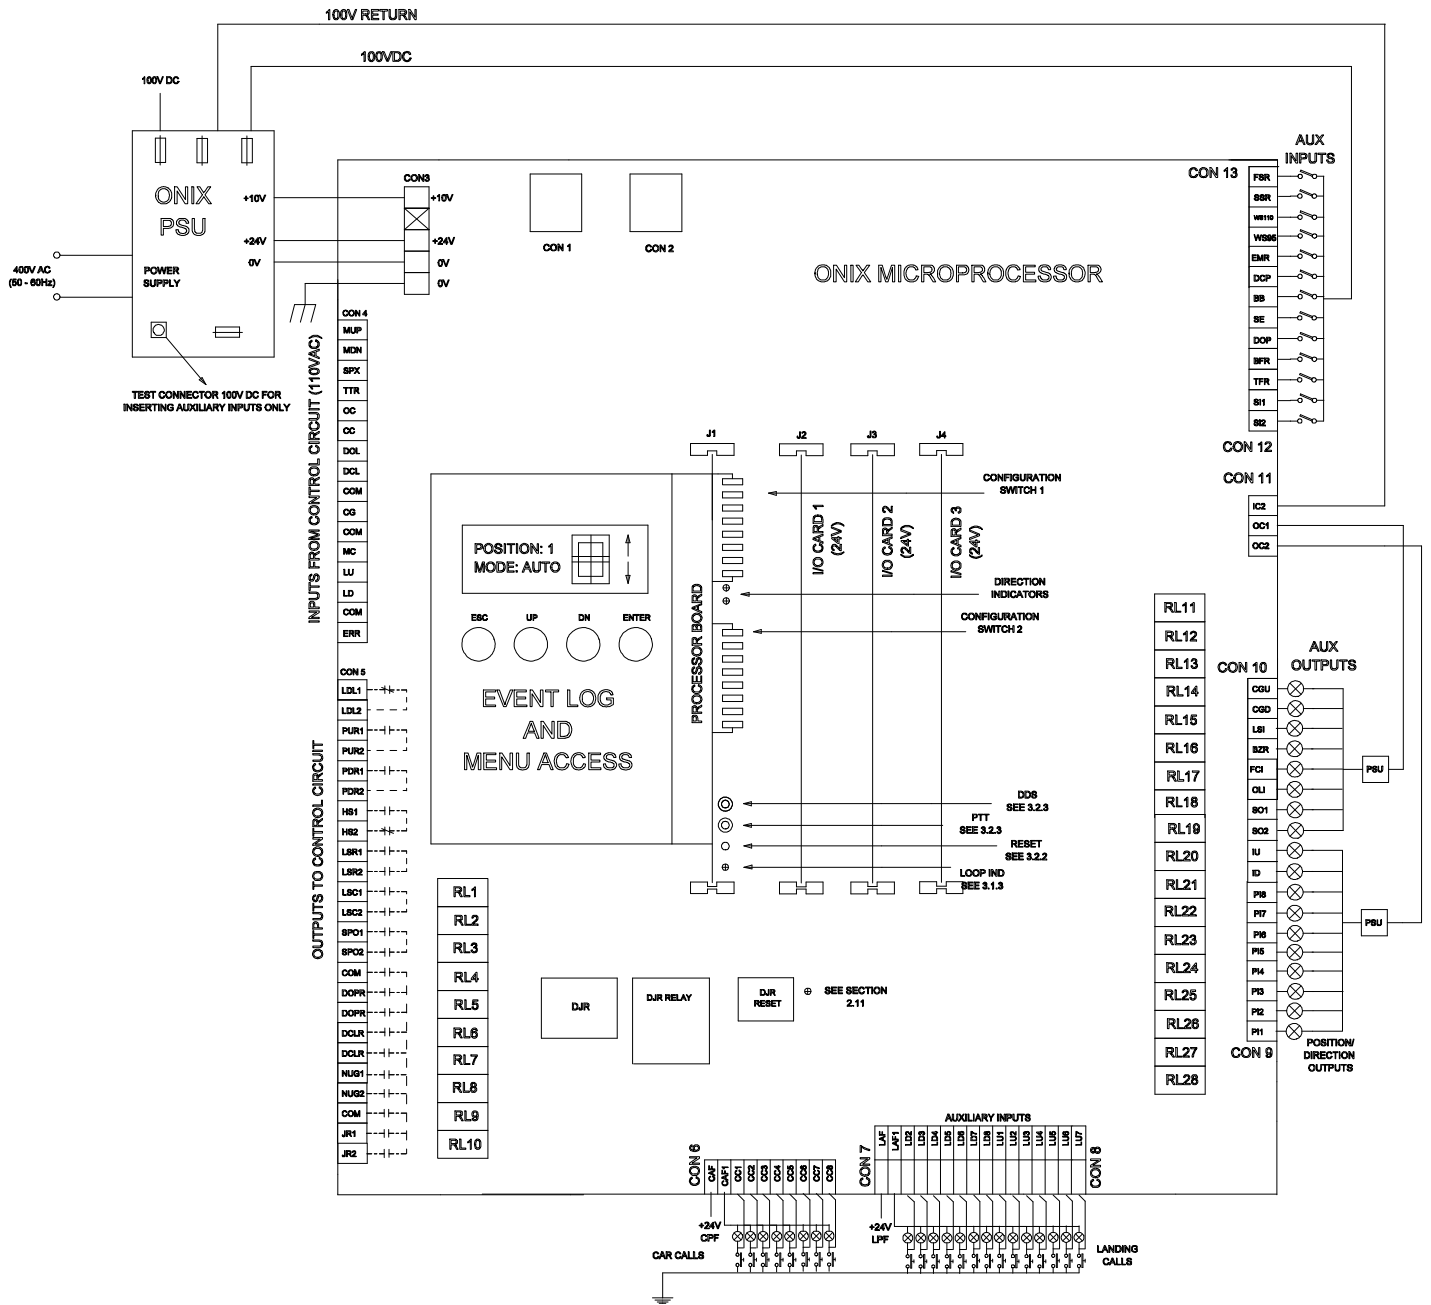 100V RETURN
100VDC
100V DC
ONIX
PSU
+10V
+24V
0V
400V AC
(50 - 60Hz)
POWER
SUPPLY
TEST CONNECTOR 100V DC FOR
INSERTING AUXILIARY INPUTS ONLY
CON3
+10V
+24V
0V
0V
CON 1
CON 2
ONIX MICROPROCESSOR
CON 4
MUP
MDN
SPX
TTR
OC
CC
DOL
DCL
COM
CG
COM
MC
LU
LD
COM
ERR
INPUTS FROM CONTROL CIRCUIT (110VAC)
CON 5
LDL1
LDL2
PUR1
PUR2
PDR1
PDR2
HS1
HS2
LSR1
LSR2
LSC1
LSC2
SPO1
SPO2
COM
DOPR
DOPR
DCLR
DCLR
NUG1
NUG2
COM
JR1
JR2
OUTPUTS TO CONTROL CIRCUIT
POSITION: 1
MODE: AUTO
ESC
UP
DN
ENTER
EVENT LOG
AND
MENU ACCESS
PROCESSOR BOARD
J1
J2
J3
J4
I/O CARD 1
(24V)
I/O CARD 2
(24V)
I/O CARD 3
(24V)
CONFIGURATION
SWITCH 1
DIRECTION
INDICATORS
CONFIGURATION
SWITCH 2
DDS
SEE 3.2.3
PTT
SEE 3.2.3
RESET
SEE 3.2.2
LOOP IND
SEE 3.1.3
RL1
RL2
RL3
RL4
RL5
RL6
RL7
RL8
RL9
RL10
DJR
DJR RELAY
DJR
RESET
SEE SECTION
2.11
RL11
RL12
RL13
RL14
RL15
RL16
RL17
RL18
RL19
RL20
RL21
RL22
RL23
RL24
RL25
RL26
RL27
RL28
AUX
INPUTS
CON 13
FSR
SSR
WS110
WS95
EMR
DCP
BB
SE
DOP
BFR
TFR
SI1
SI2
CON 12
CON 11
IC2
OC1
OC2
AUX
OUTPUTS
CON 10
CGU
CGD
LSI
BZR
FCI
OLI
SO1
SO2
IU
ID
PI8
PI7
PI6
PI5
PI4
PI3
PI2
PI1
CON 9
PSU
PSU
POSITION/
DIRECTION
OUTPUTS
CON 6
CAF
CAF1
CC1
CC2
CC3
CC4
CC5
CC6
CC7
CC8
+24V
CPF
CAR CALLS
AUXILIARY INPUTS
CON 7
LAF
LAF1
LD2
LD3
LD4
LD5
LD6
LD7
LD8
LU1
LU2
LU3
LU4
LU5
LU6
LU7
CON 8
+24V
LPF
LANDING
CALLS